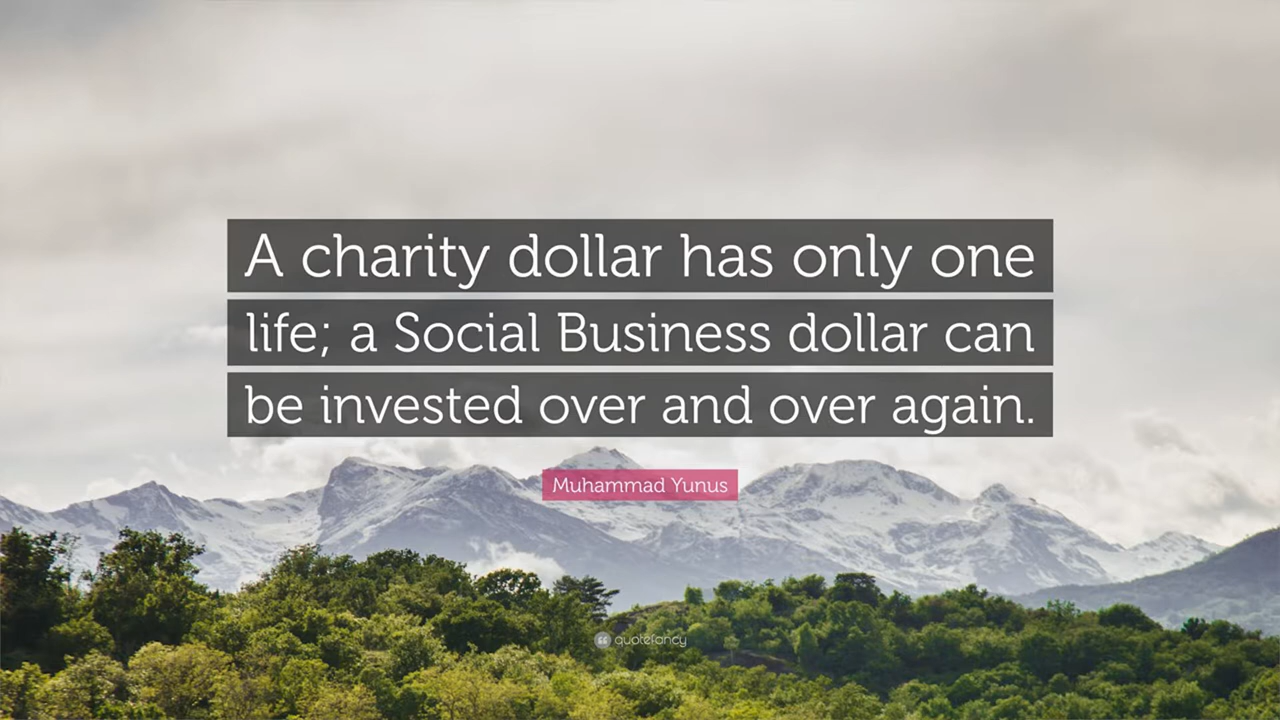 A charity dollar has only one
life; a Social Business dollar can
be invested over and over again.
Muhammad Yunus
quotefancy